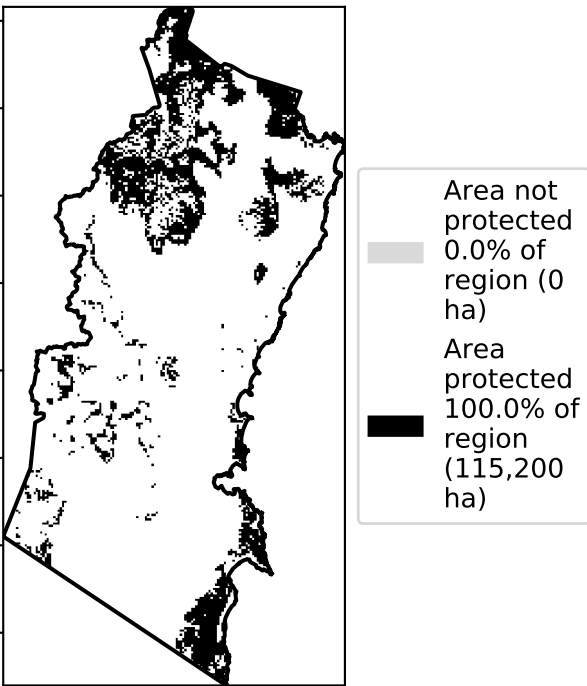 Area not
protected
0.0% of
region (0
ha)
Area
protected
100.0% of
region
(115,200
ha)